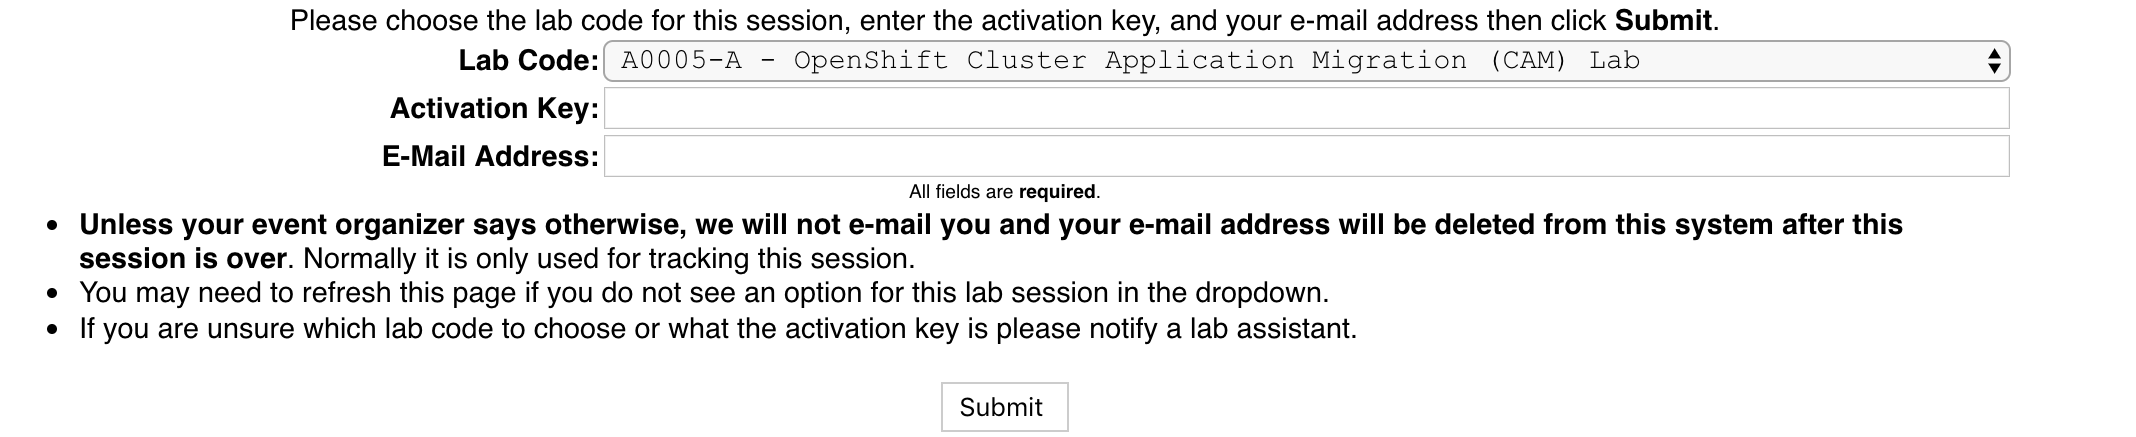 Please choose the lab code for this session, enter the activation key, and your e-mail address then click Submit.
Lab Code: A0005-A - OpenShift Cluster Application Migration (CAM) Lab
Activation Key:
E-Mail Address:
All fields are required.
• Unless your event organizer says otherwise, we will not e-mail you and your e-mail address will be deleted from this system after this
session is over. Normally it is only used for tracking this session.
• You may need to refresh this page if you do not see an option for this lab session in the dropdown.
• If you are unsure which lab code to choose or what the activation key is please notify a lab assistant.
Submit